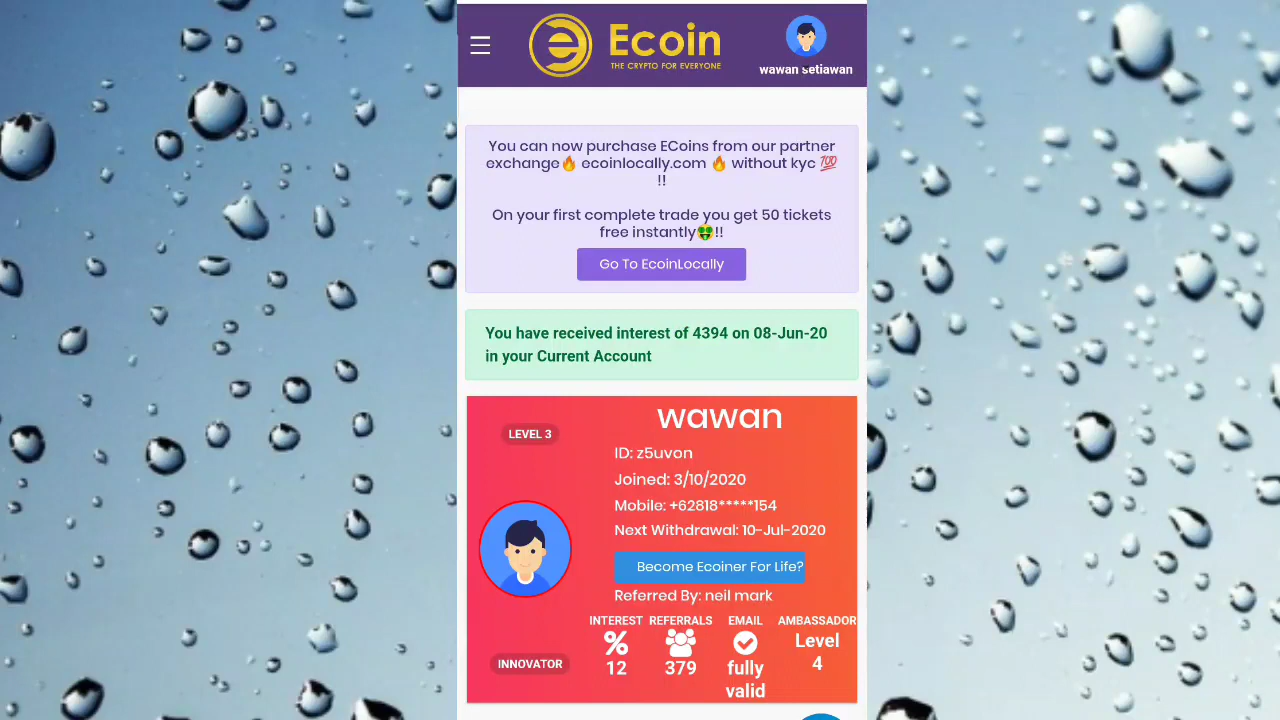 Ecoin
THE CRYPTO FOR EVERYONE
wawan setiawan
You can now purchase ECoins from our partner
exchange🔥 ecoinlocally.com 🔥 without kyc 💯
!!
On your first complete trade you get 50 tickets
free instantly🤑!!
Go To EcoinLocally
You have received interest of 4394 on 08-Jun-20
in your Current Account
wawan
LEVEL 3
ID: z5uvon
Joined: 3/10/2020
Mobile: +62818*****154
Next Withdrawal: 10-Jul-2020
Become Ecoiner For Life?
Referred By: neil mark
INTEREST REFERRALS EMAIL AMBASSADOR
% Level
INNOVATOR 12 379 fully 4
valid